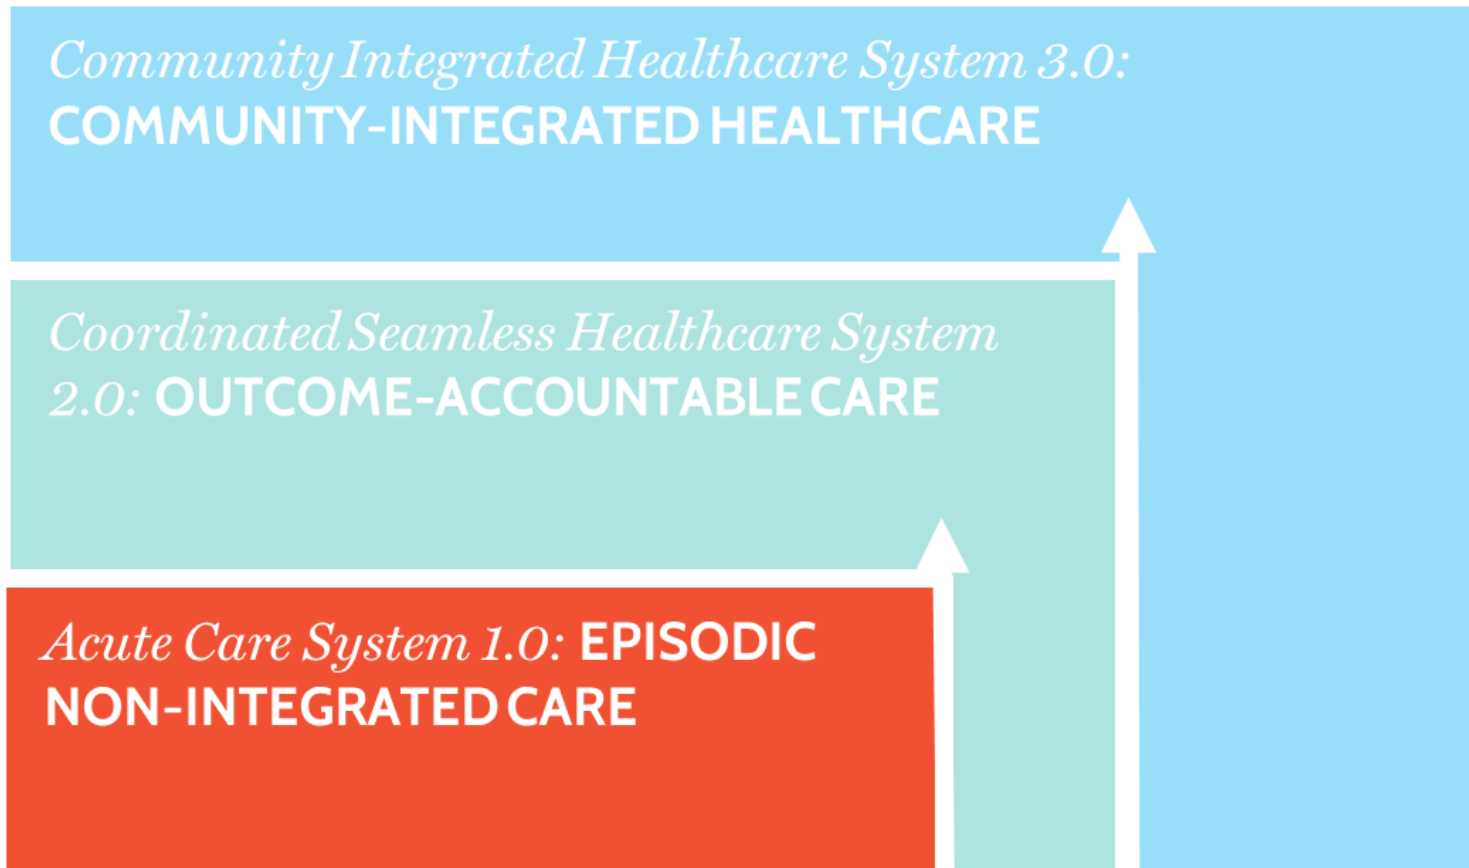 Community Integrated Healthcare System 3.0:
COMMUNITY-INTEGRATED HEALTHCARE
Coordinated Seamless Healthcare System
2.0: OUTCOME-ACCOUNTABLE CARE
Acute Care System 1.0: EPISODIC
NON-INTEGRATED CARE